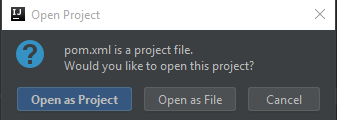 Open Project
pom.xml is a project file.
Would you like to open this project?
Open as Project
Open as File
Cancel